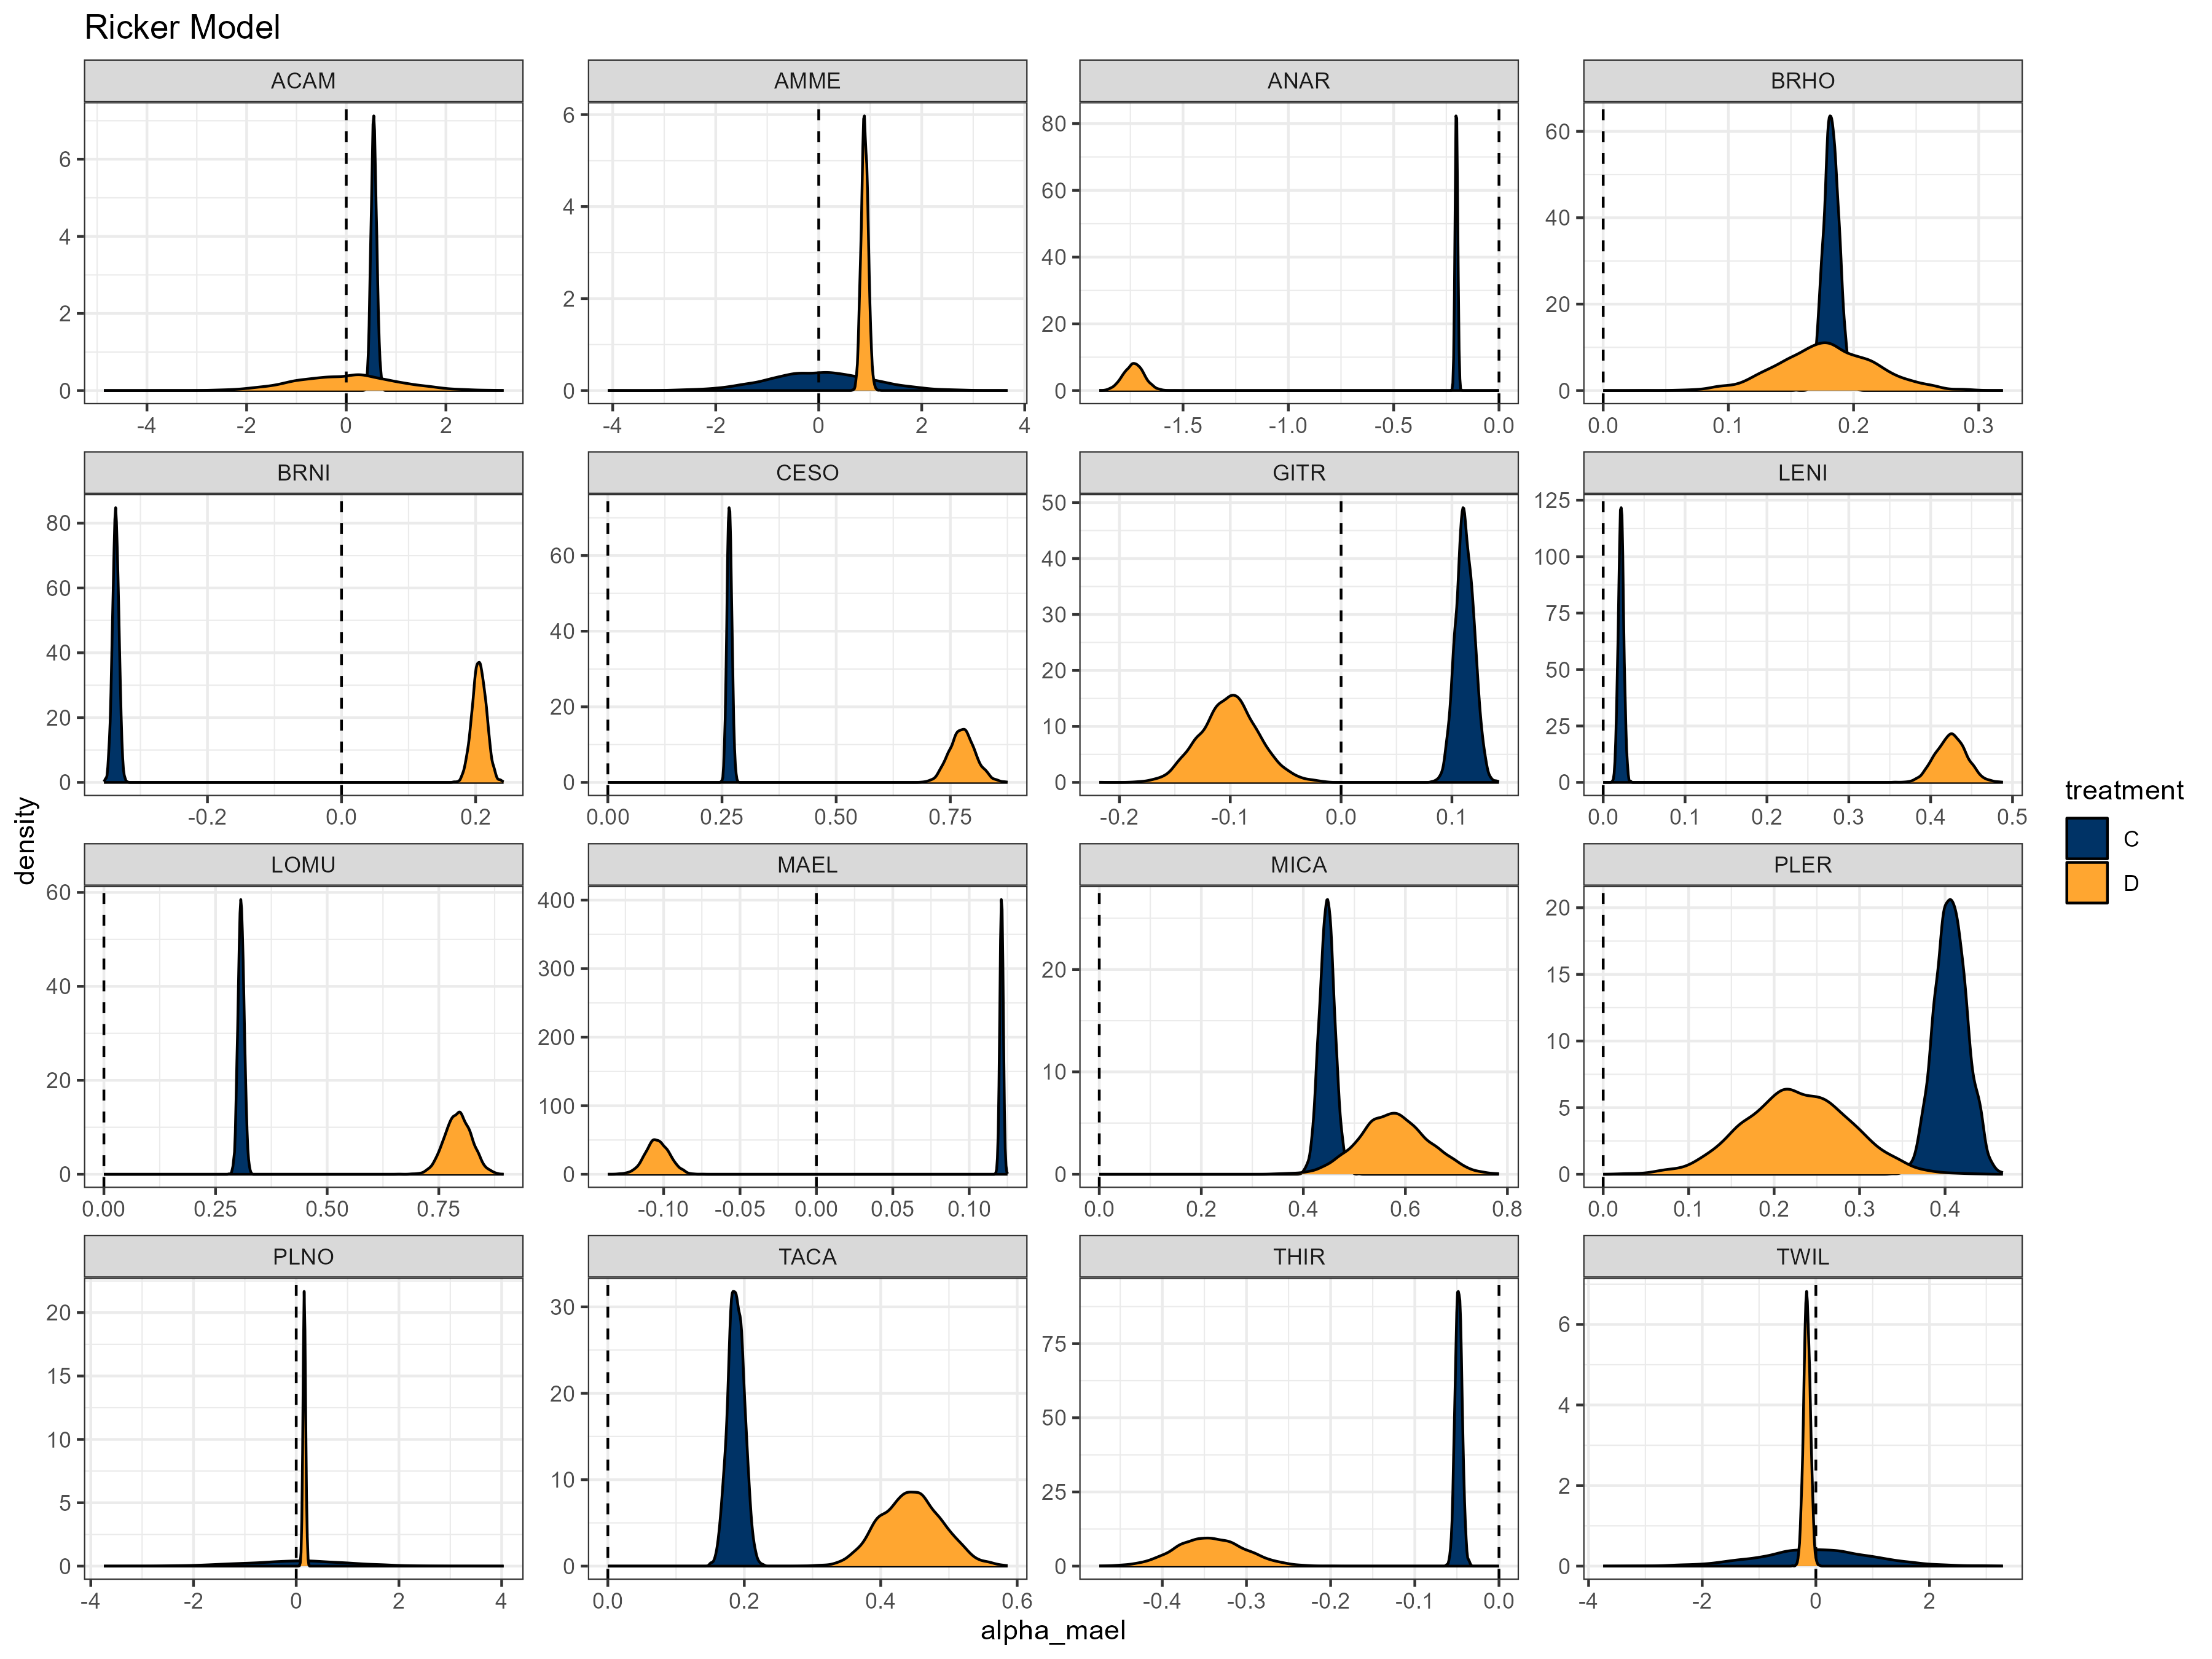 Ricker Model
ACAM AMME ANAR BRHO
6
4
2
0
-4 -2 0 2
6
4
2
0
-4 -2 0 2 4
80
60
40
20
0
-1.5 -1.0 -0.5 0.0
60
40
20
0
0.0 0.1 0.2 0.3
BRNI CESO GITR LENI
80
60
40
20
0
-0.2 0.0 0.2
60
40
20
0
0.00 0.25 0.50 0.75
50
40
30
20
10
0
-0.2 -0.1 0.0 0.1
125
100
75
50
25
0
0.0 0.1 0.2 0.3 0.4 0.5
LOMU MAEL MICA PLER
60
40
20
0
0.00 0.25 0.50 0.75
400
300
200
100
0
-0.10 -0.05 0.00 0.05 0.10
20
10
0
0.0 0.2 0.4 0.6 0.8
20
15
10
5
0
0.0 0.1 0.2 0.3 0.4
PLNO TACA THIR TWIL
20
15
10
5
0
-4 -2 0 2 4
30
20
10
0
0.0 0.2 0.4 0.6
75
50
25
0
-0.4 -0.3 -0.2 -0.1 0.0
6
4
2
0
-4 -2 0 2
density
alpha_mael
treatment
C
D